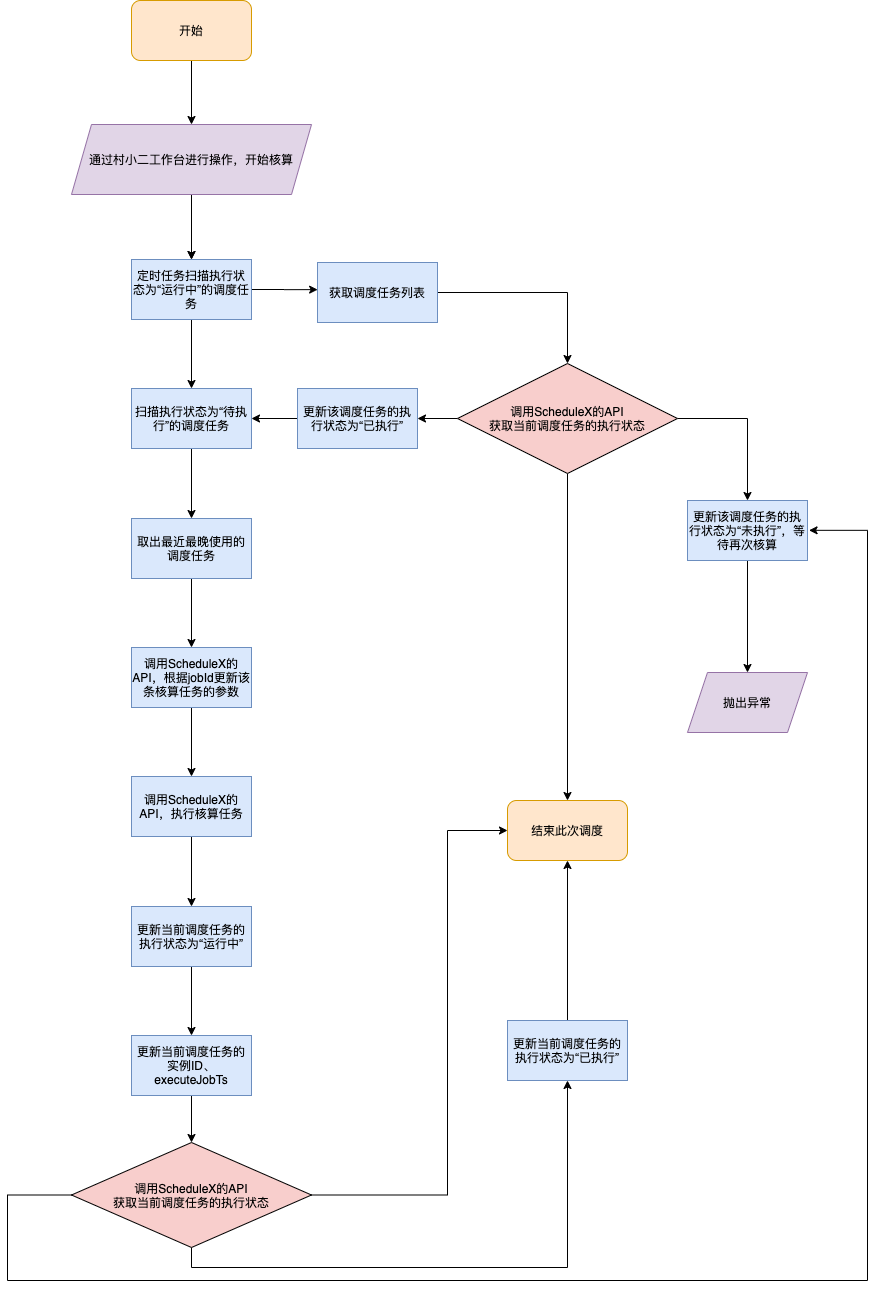 开始
通过村小二工作台进行操作，开始核算
定时任务扫描执行状
态为“运行中”的调度任
务
获取调度任务列表
扫描执行状态为“待执
行”的调度任务
更新该调度任务的执
行状态为“已执行”
调用ScheduleX的API
获取当前调度任务的执行状态
更新该调度任务的执
行状态为“未执行”，等
待再次核算
取出最近最晚使用的
调度任务
调用ScheduleX的
API，根据jobId更新该
条核算任务的参数
抛出异常
调用ScheduleX的
API，执行核算任务
结束此次调度
更新当前调度任务的
执行状态为“运行中”
更新当前调度任务的
实例ID、
executeJobTs
更新当前调度任务的
执行状态为“已执行”
调用ScheduleX的API
获取当前调度任务的执行状态